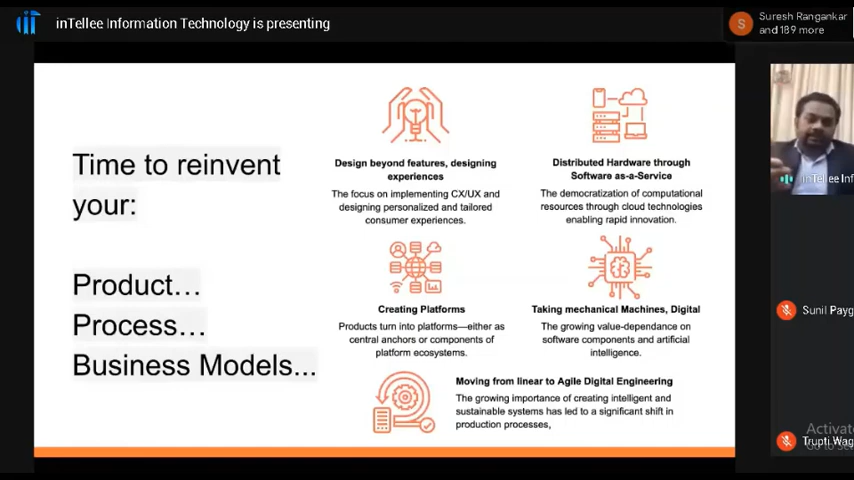 inTellee Information Technology is presenting
Suresh Rangankar
and 189 more
S
Time to reinvent
your:
Product...
Process...
Business Models...
Design beyond features, designing
experiences
The focus on implementing CX/UX and
designing personalized and tailored
consumer experiences.
Distributed Hardware through
Software as-a-Service
The democratization of computational
resources through cloud technologies
enabling rapid innovation.
Creating Platforms
Products turn into platforms—either as
central anchors or components of
platform ecosystems.
Taking mechanical Machines, Digital
The growing value-dependance on
software components and artificial
intelligence.
Moving from linear to Agile Digital Engineering
The growing importance of creating intelligent and
sustainable systems has led to a significant shift in
production processes,
inTellee Inf
Sunil Payg
Activat
Trupti Wag